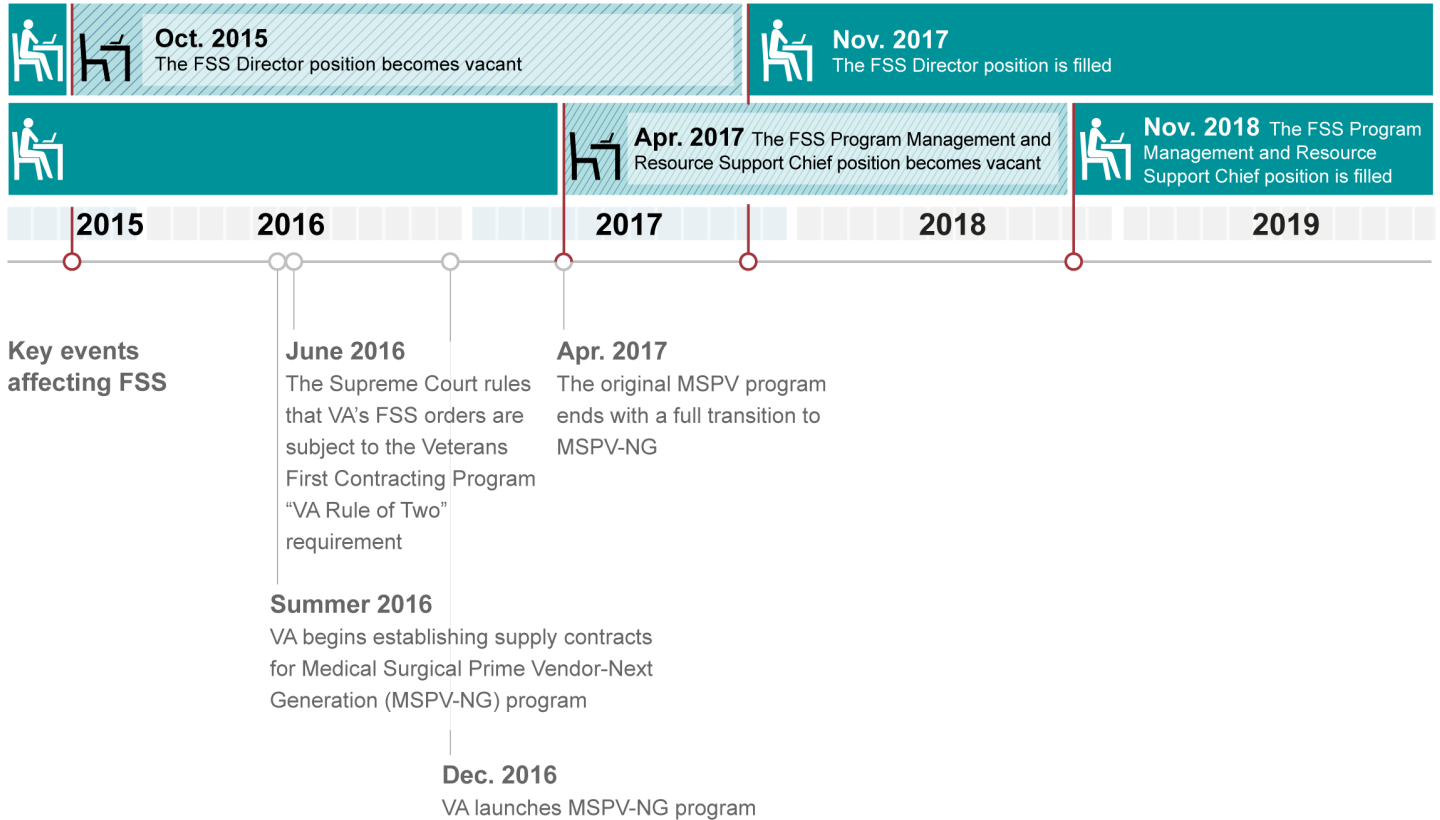 Oct. 2015
The FSS Director position becomes vacant
Nov. 2017
The FSS Director position is filled
Apr. 2017 The FSS Program Management and
Resource Support Chief position becomes vacant
Nov. 2018 The FSS Program
Management and Resource
Support Chief position is filled
2015 2016 2017 2018 2019
Key events
affecting FSS
June 2016
The Supreme Court rules
that VA’s FSS orders are
subject to the Veterans
First Contracting Program
“VA Rule of Two”
requirement
Apr. 2017
The original MSPV program
ends with a full transition to
MSPV-NG
Summer 2016
VA begins establishing supply contracts
for Medical Surgical Prime Vendor-Next
Generation (MSPV-NG) program
Dec. 2016
VA launches MSPV-NG program